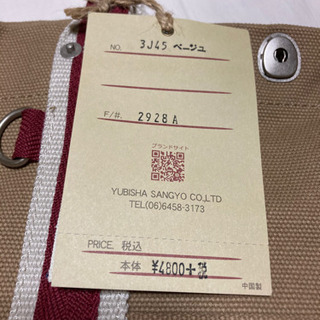 NO. 3J45 ベージュ
F/#. 2928A
ブランドサイト
YUBISHA SANGYO CO,.LTD
TEL(06)6458-3173
PRICE. 税込
本体 ¥4800+税
中国製